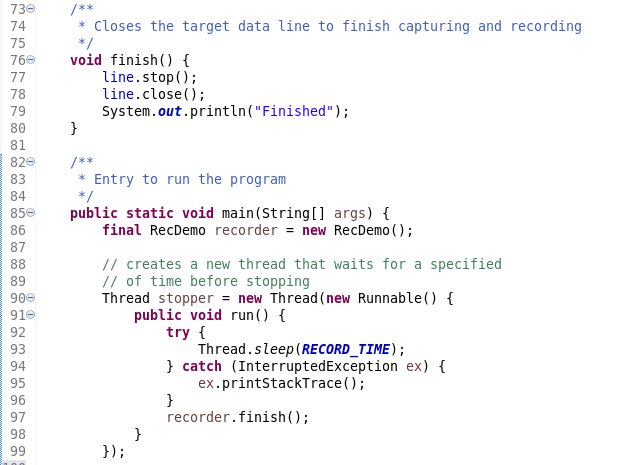 73 /**
74 * Closes the target data line to finish capturing and recording
75 */
76 void finish() {
77 line.stop();
78 line.close();
79 System.out.println("Finished");
80 }
81
82 /**
83 * Entry to run the program
84 */
85 public static void main(String[] args) {
86 final RecDemo recorder = new RecDemo();
87
88 // creates a new thread that waits for a specified
89 // of time before stopping
90 Thread stopper = new Thread(new Runnable() {
91 public void run() {
92 try {
93 Thread.sleep(RECORD_TIME);
94 } catch (InterruptedException ex) {
95 ex.printStackTrace();
96 }
97 recorder.finish();
98 }
99 });